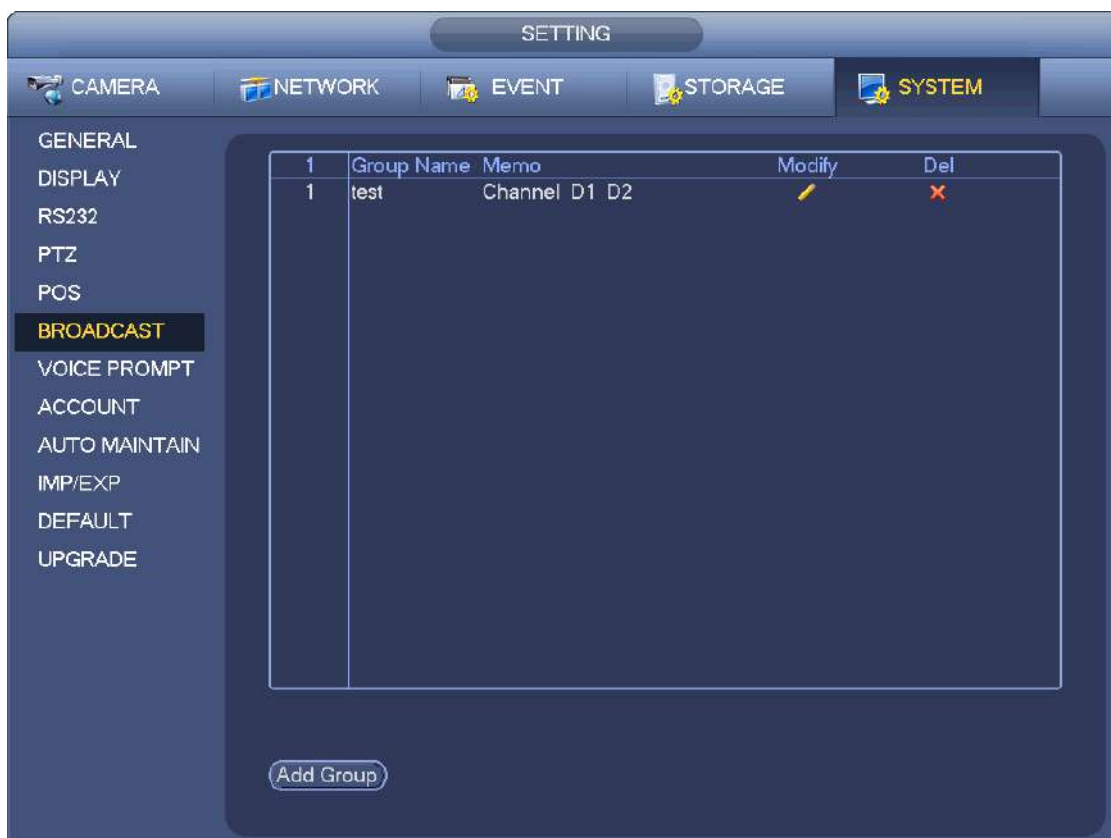 SETTING
CAMERA NETWORK EVENT STORAGE SYSTEM
GENERAL
DISPLAY
RS232
PTZ
POS
BROADCAST
VOICE PROMPT
ACCOUNT
AUTO MAINTAIN
IMP/EXP
DEFAULT
UPGRADE
1 Group Name Memo Modify Del
1 test Channel D1 D2
Add Group